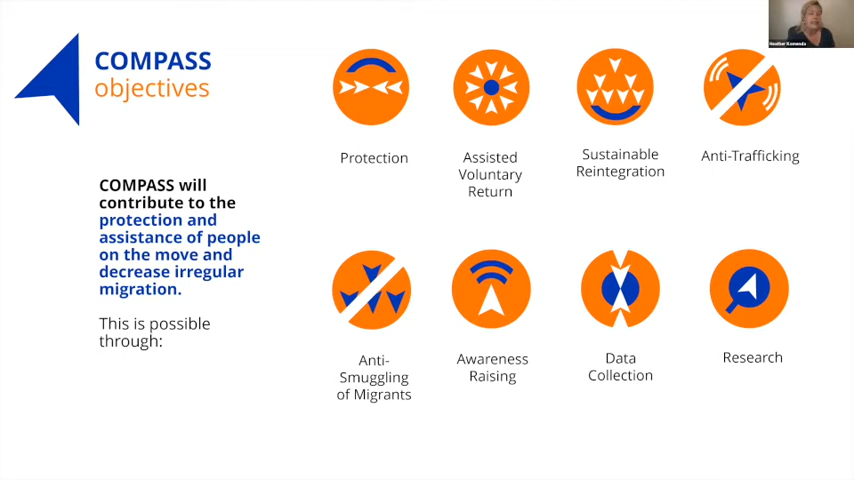 COMPASS
objectives
COMPASS will
contribute to the
protection and
assistance of people
on the move and
decrease irregular
migration.
This is possible
through:
Protection
Assisted
Voluntary
Return
Sustainable
Reintegration
Anti-Trafficking
Anti-
Smuggling
of Migrants
Awareness
Raising
Data
Collection
Research
Heather Komenda